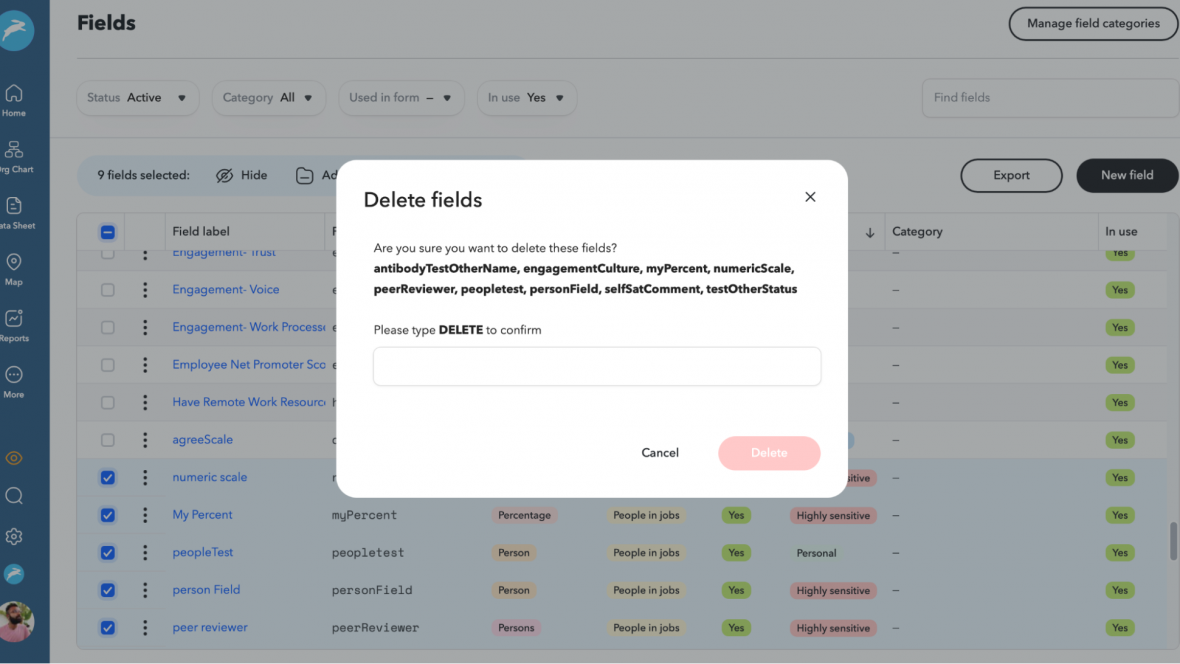 Fields
Manage field categories
Status Active
Category All
Used in form –
In use Yes
Find fields
Home
Org Chart
Data Sheet
Map
Reports
More
9 fields selected:
Hide
Export
New field
Field label
Category
In use
Engagement- Trust
–
Yes
Engagement- Voice
–
Yes
Engagement- Work Processe
–
Yes
Employee Net Promoter Sco
–
Yes
Have Remote Work Resourc
–
Yes
agreeScale
–
Yes
numeric scale
–
Yes
My Percent myPercent Percentage People in jobs Yes Highly sensitive – Yes
peopleTest peopletest Person People in jobs Yes Personal – Yes
person Field personField Person People in jobs Yes Highly sensitive – Yes
peer reviewer peerReviewer Persons People in jobs Yes Highly sensitive – Yes
Delete fields
Are you sure you want to delete these fields?
antibodyTestOtherName, engagementCulture, myPercent, numericScale,
peerReviewer, peopletest, personField, selfSatComment, testOtherStatus
Please type DELETE to confirm
Cancel
Delete